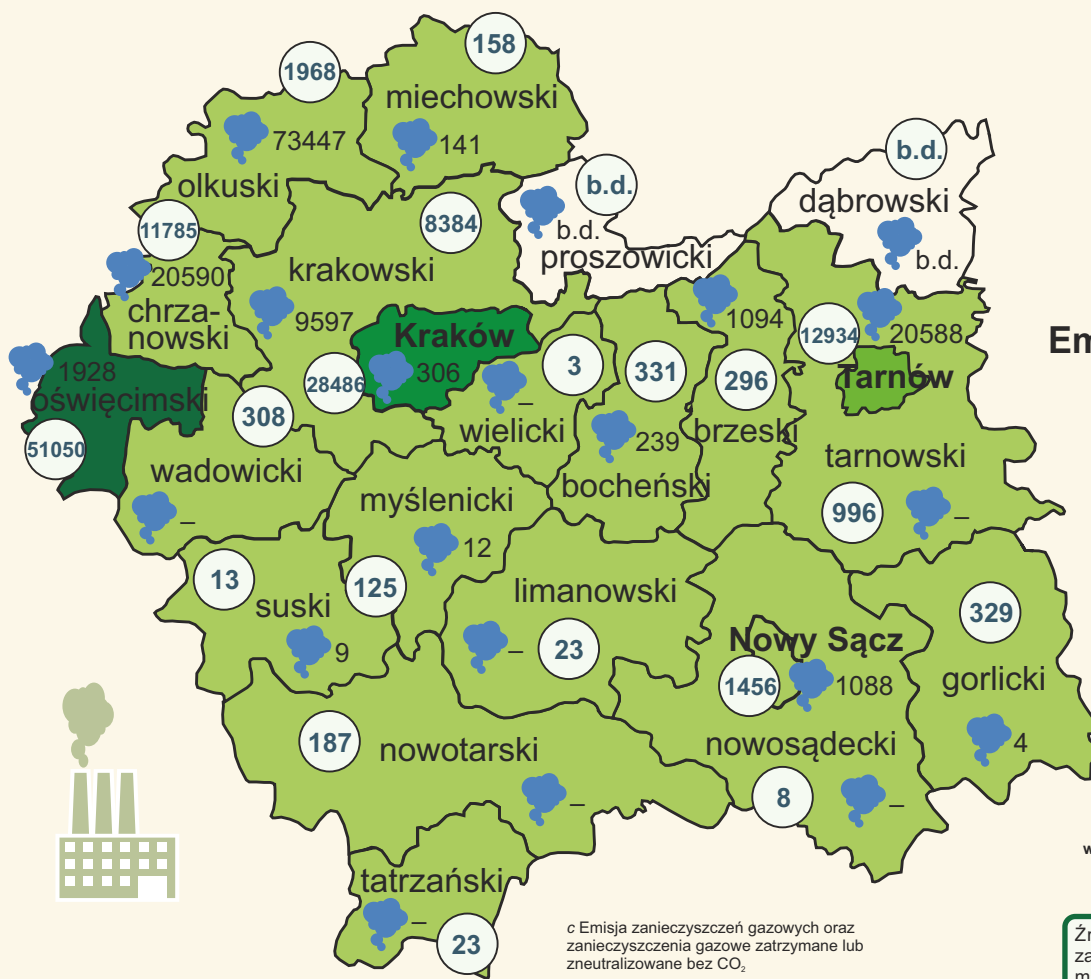 158
miechowski
141
1968
73447
olkuski
b.d.
dąbrowski
b.d.
b.d.
b.d.
proszowicki
11785
20590
chrza-
nowski
8384
krakowski
9597
28486
Kraków
306
1928
oświęcimski
51050
308
wadowicki
–
3
–
wielicki
331
239
bocheński
1094
296
brzeski
12934
20588
Tarnów
tarnowski
996
–
myślenicki
12
125
13
suski
9
limanowski
–
23
Nowy Sącz
1456
1088
nowosądecki
8
–
329
gorlicki
4
187
nowotarski
–
tatrzański
–
23
c Emisja zanieczyszczeń gazowych oraz
zanieczyszczenia gazowe zatrzymane lub
zneutralizowane bez CO₂
Em
w